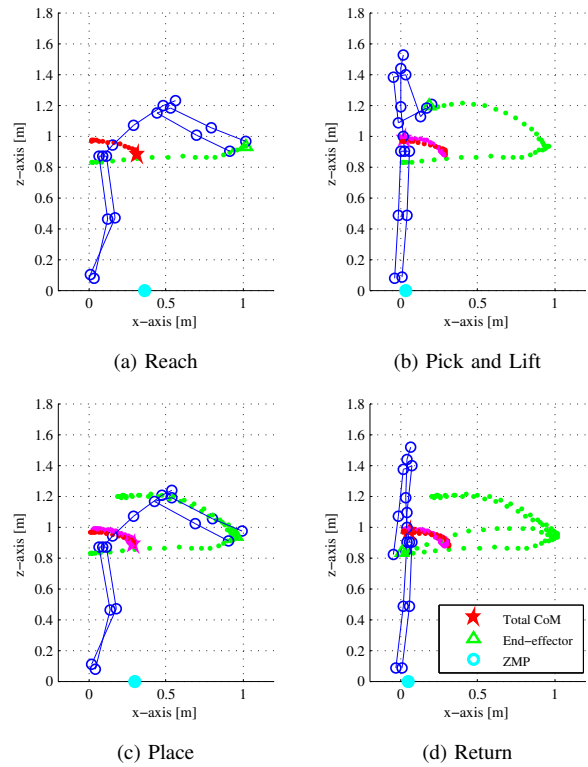 1.8
1.6
1.4
1.2
1
0.8
0.6
0.4
0.2
0
z−axis [m]
0 0.5 1
x−axis [m]
(a) Reach
1.8
1.6
1.4
1.2
1
0.8
0.6
0.4
0.2
0
z−axis [m]
0 0.5 1
x−axis [m]
(b) Pick and Lift
1.8
1.6
1.4
1.2
1
0.8
0.6
0.4
0.2
0
z−axis [m]
0 0.5 1
x−axis [m]
(c) Place
1.8
1.6
1.4
1.2
1
0.8
0.6
0.4
0.2
0
z−axis [m]
Total CoM
End−effector
ZMP
0 0.5 1
x−axis [m]
(d) Return